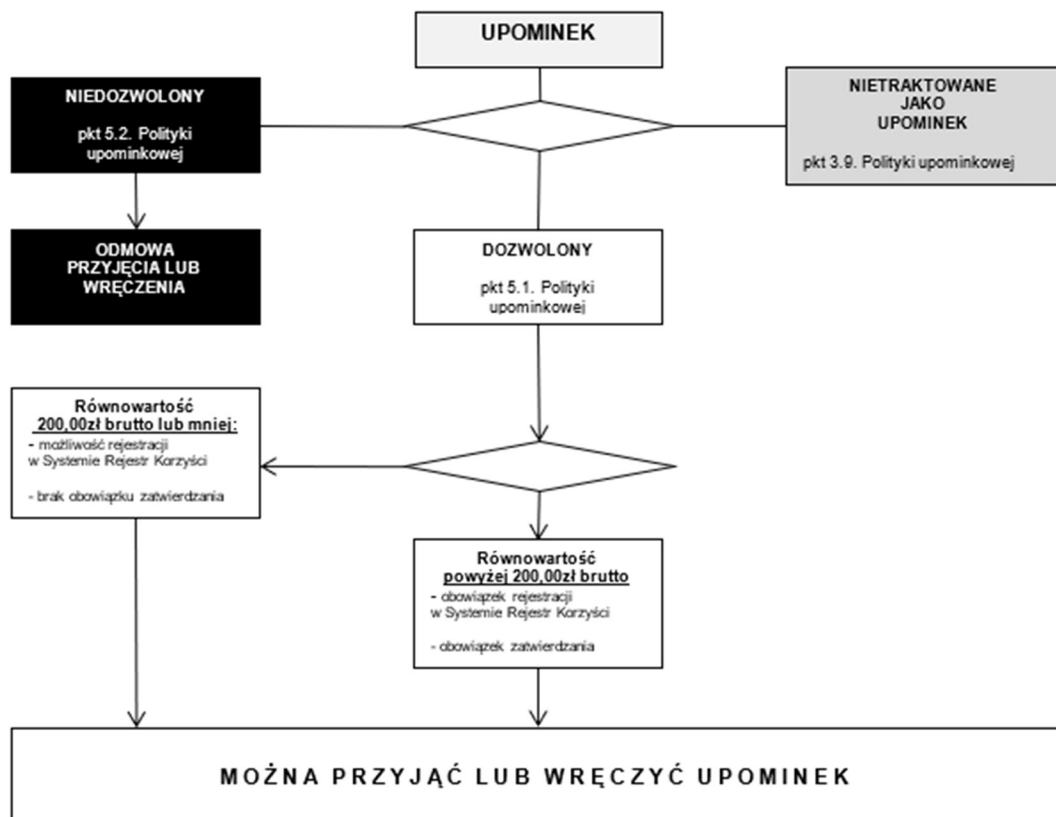 UPOMINEK
NIEDOZWOLONY
pkt 5.2. Polityki
upominkowej
NIETRAKTOWANE
JAKO
UPOMINEK
pkt 3.9. Polityki upominkowej
ODMOWA
PRZYJĘCIA LUB
WRĘCZENIA
DOZWOLONY
pkt 5.1. Polityki
upominkowej
Równowartość
200,00zł brutto lub mniej:
- możliwość rejestracji
w Systemie Rejestr Korzyści
- brak obowiązku zatwierdzania
Równowartość
powyżej 200,00zł brutto
- obowiązek rejestracji
w Systemie Rejestr Korzyści
- obowiązek zatwierdzania
MOŻNA PRZYJĄĆ LUB WRĘCZYĆ UPOMINEK